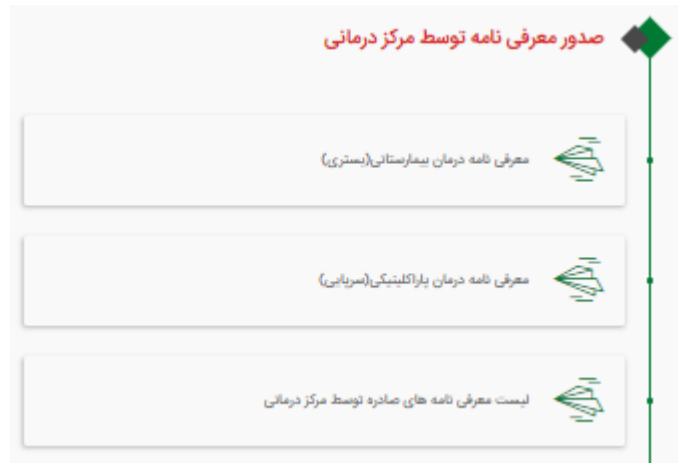 صدور معرفی نامه توسط مرکز درمانی
معرفی نامه درمان بیمارستانی(بستری)
معرفی نامه درمان پاراکلینیکی(سرپایی)
لیست معرفی نامه های صادره توسط مرکز درمانی